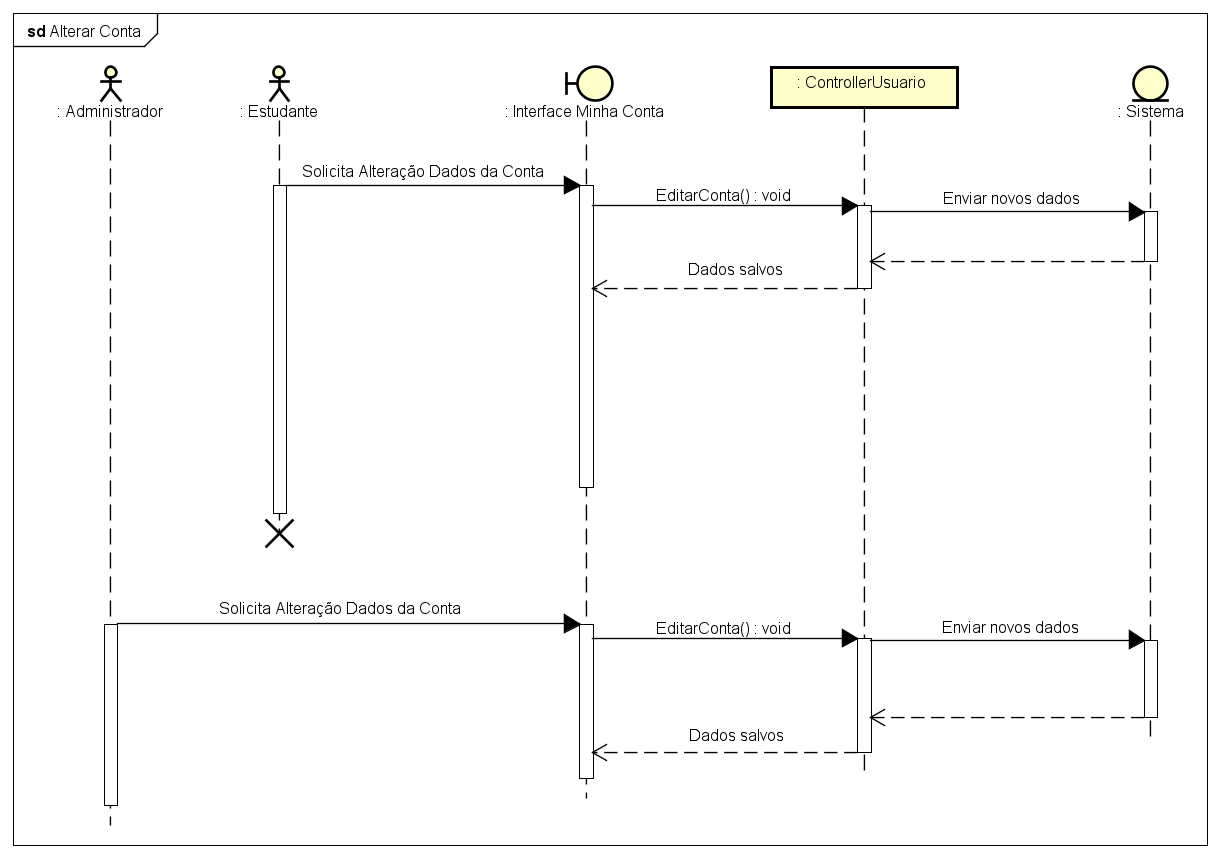 sd Alterar Conta
: Administrador
: Estudante
: Interface Minha Conta
: ControllerUsuario
: Sistema
Solicita Alteração Dados da Conta
EditarConta() : void
Enviar novos dados
Dados salvos
Solicita Alteração Dados da Conta
EditarConta() : void
Enviar novos dados
Dados salvos